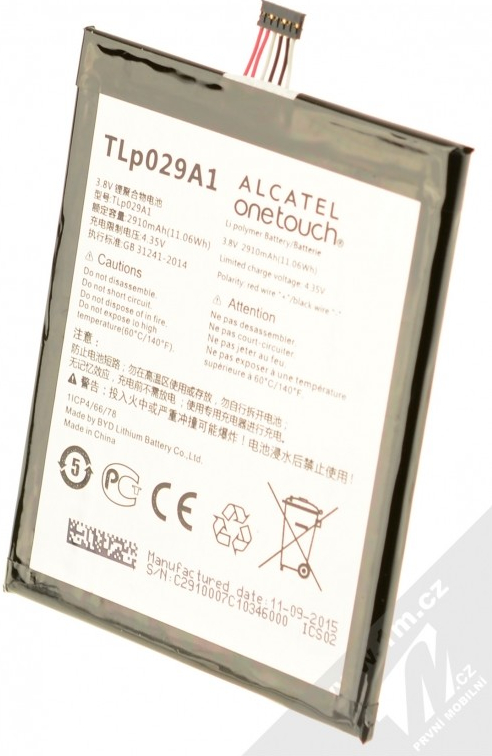 TLp029A1
ALCATEL
onetouch®
3.8V 锂聚合物电池
型号:TLp029A1
额定容量:2910mAh(11.06Wh)
充电限制电压:4.35V
执行标准:GB 31241-2014
Li polymer Battery/Batterie
3.8V 2910mAh(11.06Wh)
Limited charge voltage: 4.35V
Polarity: red wire "+"/black wire "-"
Cautions
Do not disassemble.
Do not short circuit.
Do not dispose of in fire.
Do not expose to high
temperature(60°C/140°F).
Attention
Ne pas desassembler
Ne pas court-circuiter
Ne pas jeter au feu.
Ne pas exposer à une température
supérieure a 60°C/140°F
注意:
防止电池短路,勿在高温区使用或存放,勿自行拆开电池;
无记忆效应,充电前不需放电;使用专用充电器进行充电。
警告:投入火中或严重冲撞可能爆炸!电池浸水后禁止使用!
1ICP4/66/78
Made by BYD Lithium Battery Co.,Ltd.
Made in China
5
PG
CE
Manufactured date:11-09-2015
S/N:C2910007C10346000 ICS02
.cz
PRVNÍ MOBILNÍ